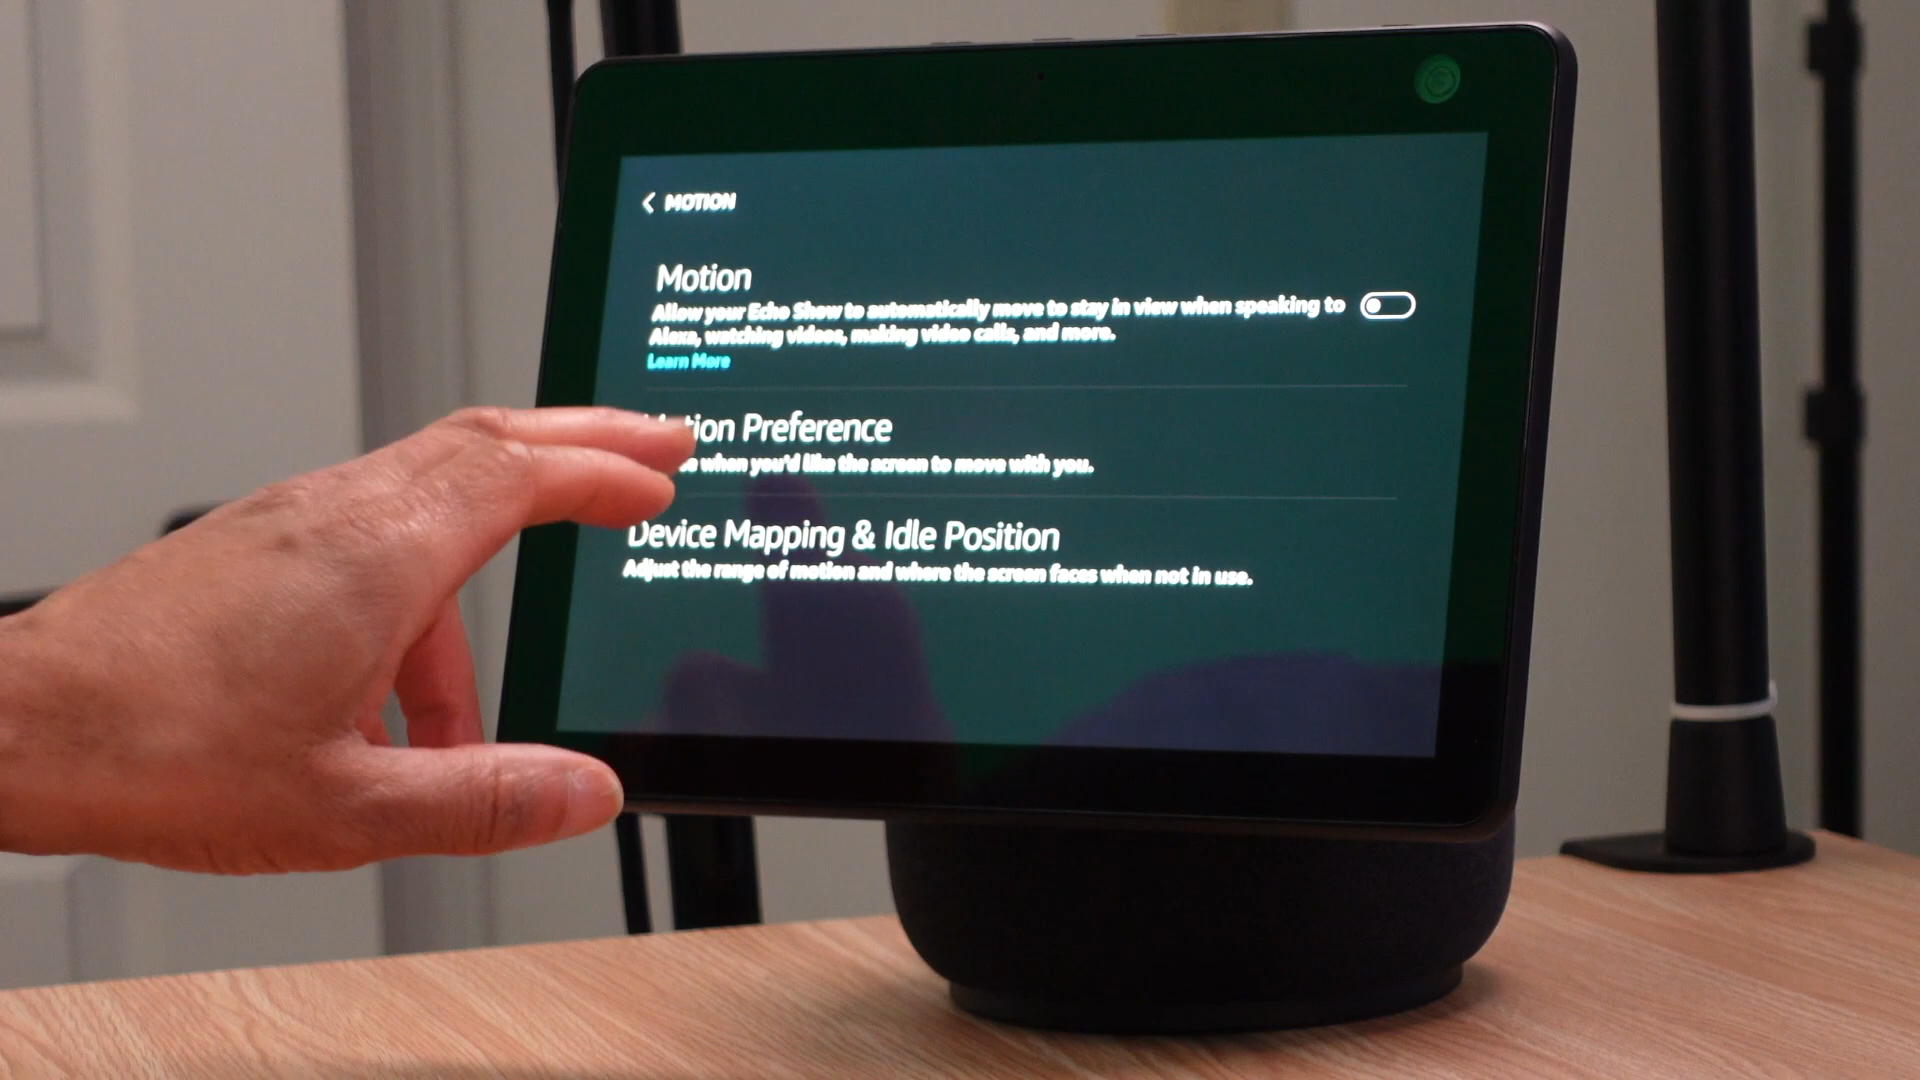 MOTION
Motion
Allow your Echo Show to automatically move to stay in view when speaking to
Alexa, watching videos, making video calls, and more.
Learn More
tion Preference
when you'd like the screen to move with you.
Device Mapping & Idle Position
Adjust the range of motion and where the screen faces when not in use.